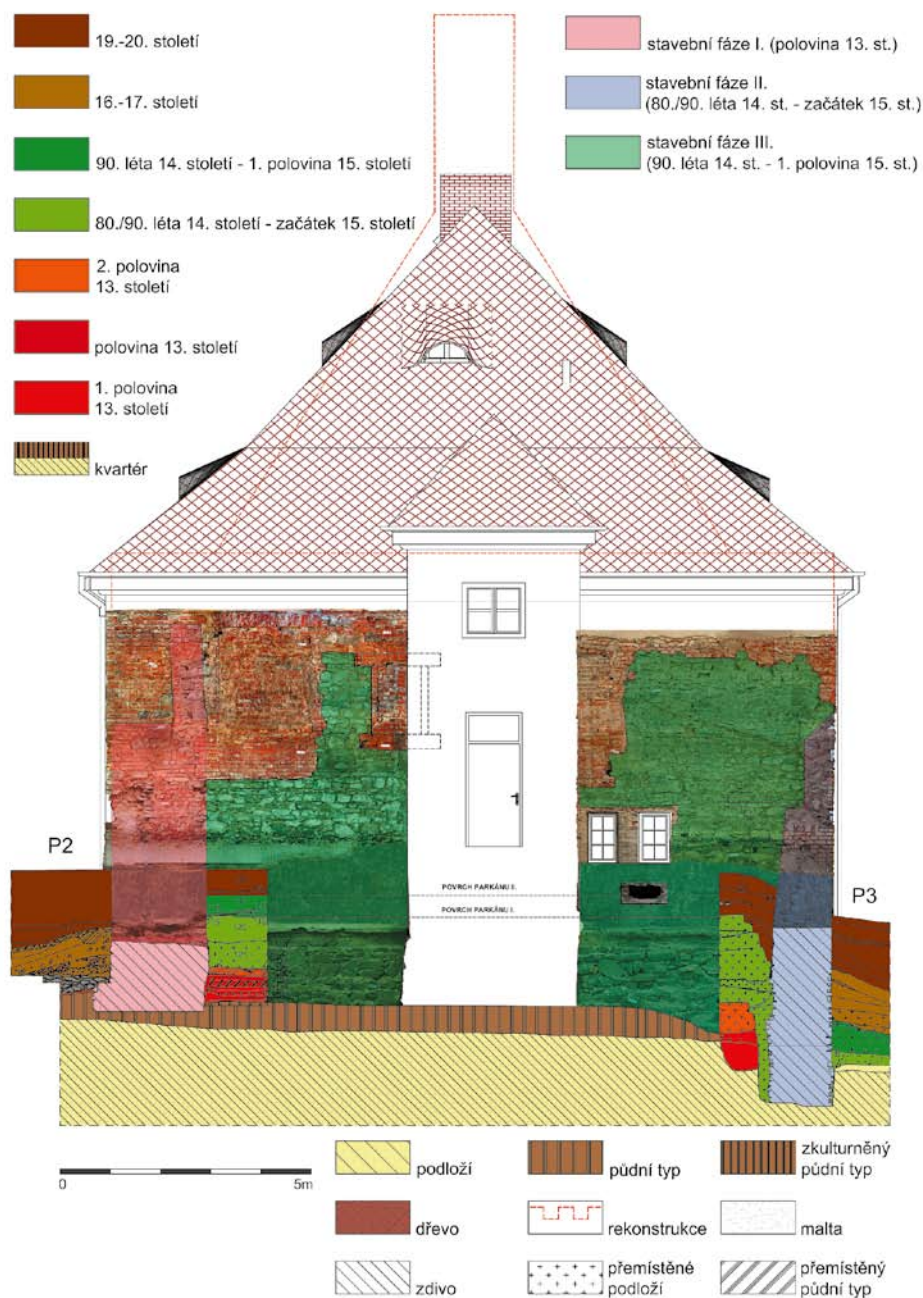 19.-20. století
16.-17. století
90. léta 14. století - 1. polovina 15. století
80./90. léta 14. století - začátek 15. století
2. polovina
13. století
polovina 13. století
1. polovina
13. století
kvartér
stavební fáze I. (polovina 13. st.)
stavební fáze II.
(80./90. léta 14. st. - začátek 15. st.)
stavební fáze III.
(90. léta 14. st. - 1. polovina 15. st.)
P2
POVRCH PARKÁNU II.
POVRCH PARKÁNU I.
P3
0 5m
podloží
půdní typ
zkulturněný
půdní typ
dřevo
rekonstrukce
malta
zdivo
přemístěné
podloží
přemístěný
půdní typ